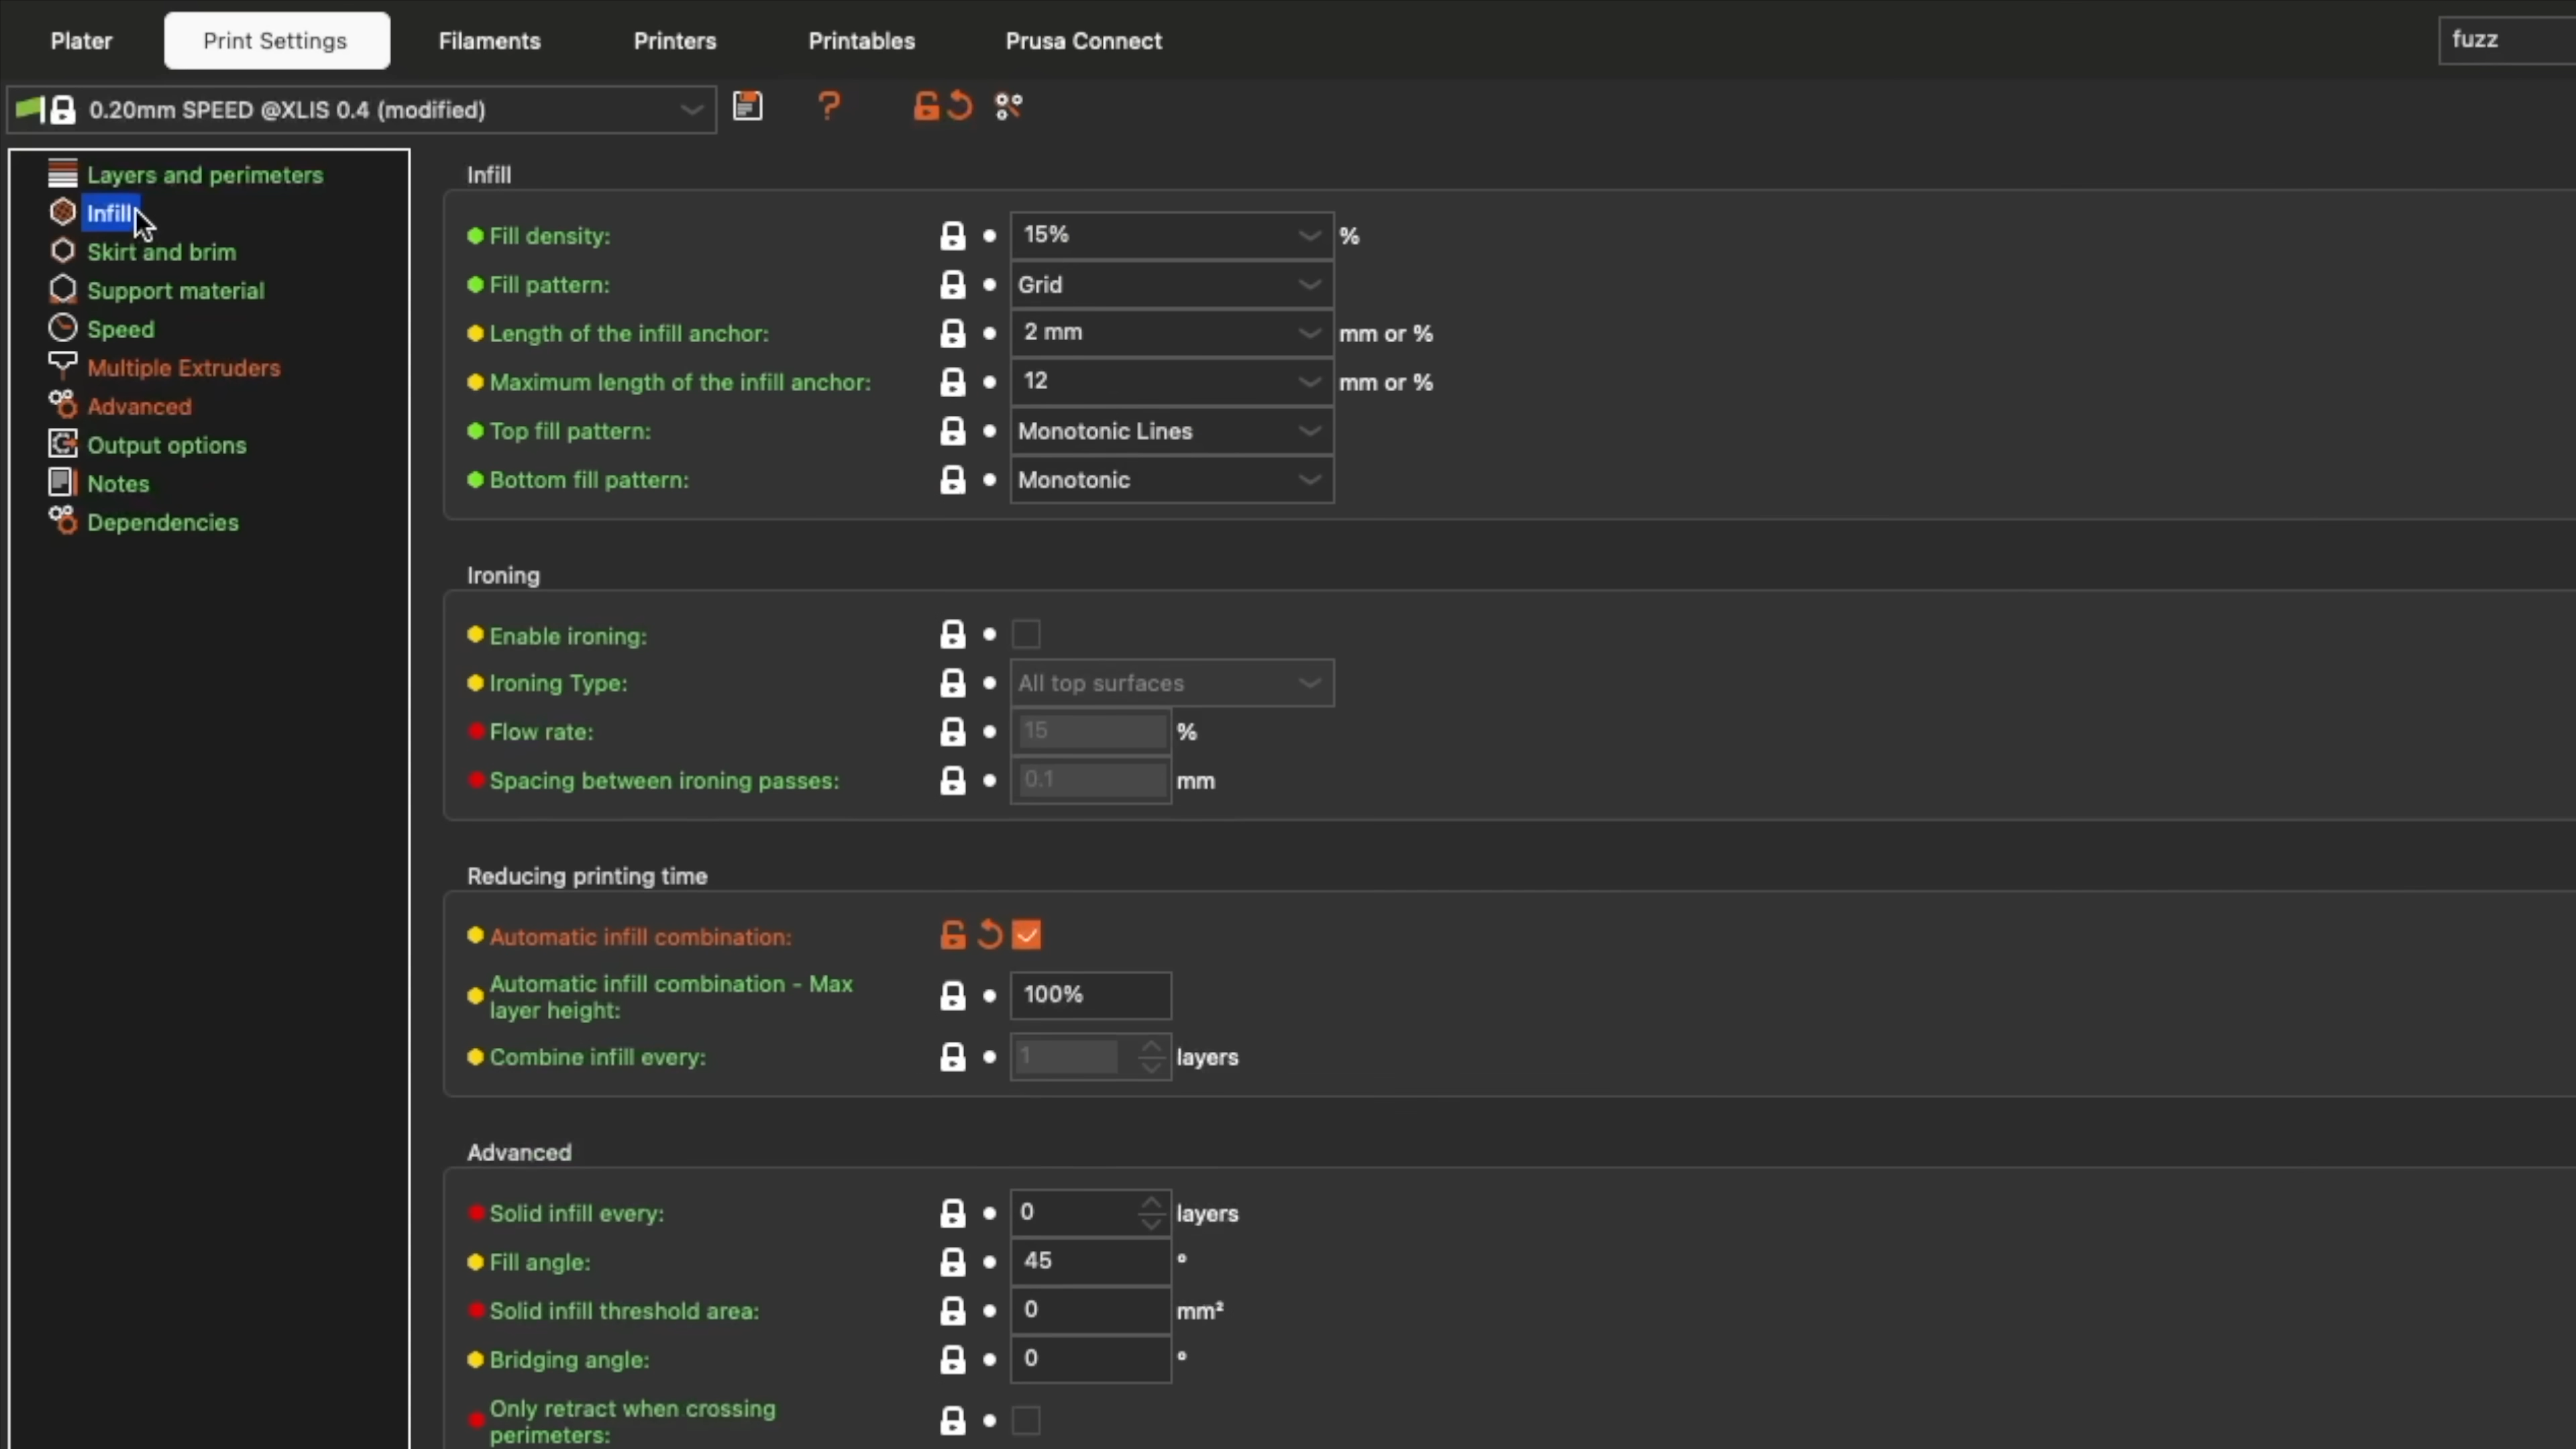 Plater Print Settings Filaments Printers Printables Prusa Connect fuzz
0.20mm SPEED @XLIS 0.4 (modified) ?
Layers and perimeters
Infill
Skirt and brim
Support material
Speed
Multiple Extruders
Advanced
Output options
Notes
Dependencies
Infill
Fill density: 15% %
Fill pattern: Grid
Length of the infill anchor: 2 mm mm or %
Maximum length of the infill anchor: 12 mm or %
Top fill pattern: Monotonic Lines
Bottom fill pattern: Monotonic
Ironing
Enable ironing:
Ironing Type: All top surfaces
Flow rate: 15 %
Spacing between ironing passes: 0.1 mm
Reducing printing time
Automatic infill combination:
Automatic infill combination - Max
layer height: 100%
Combine infill every: 1 layers
Advanced
Solid infill every: 0 layers
Fill angle: 45 °
Solid infill threshold area: 0 mm²
Bridging angle: 0 °
Only retract when crossing
perimeters: